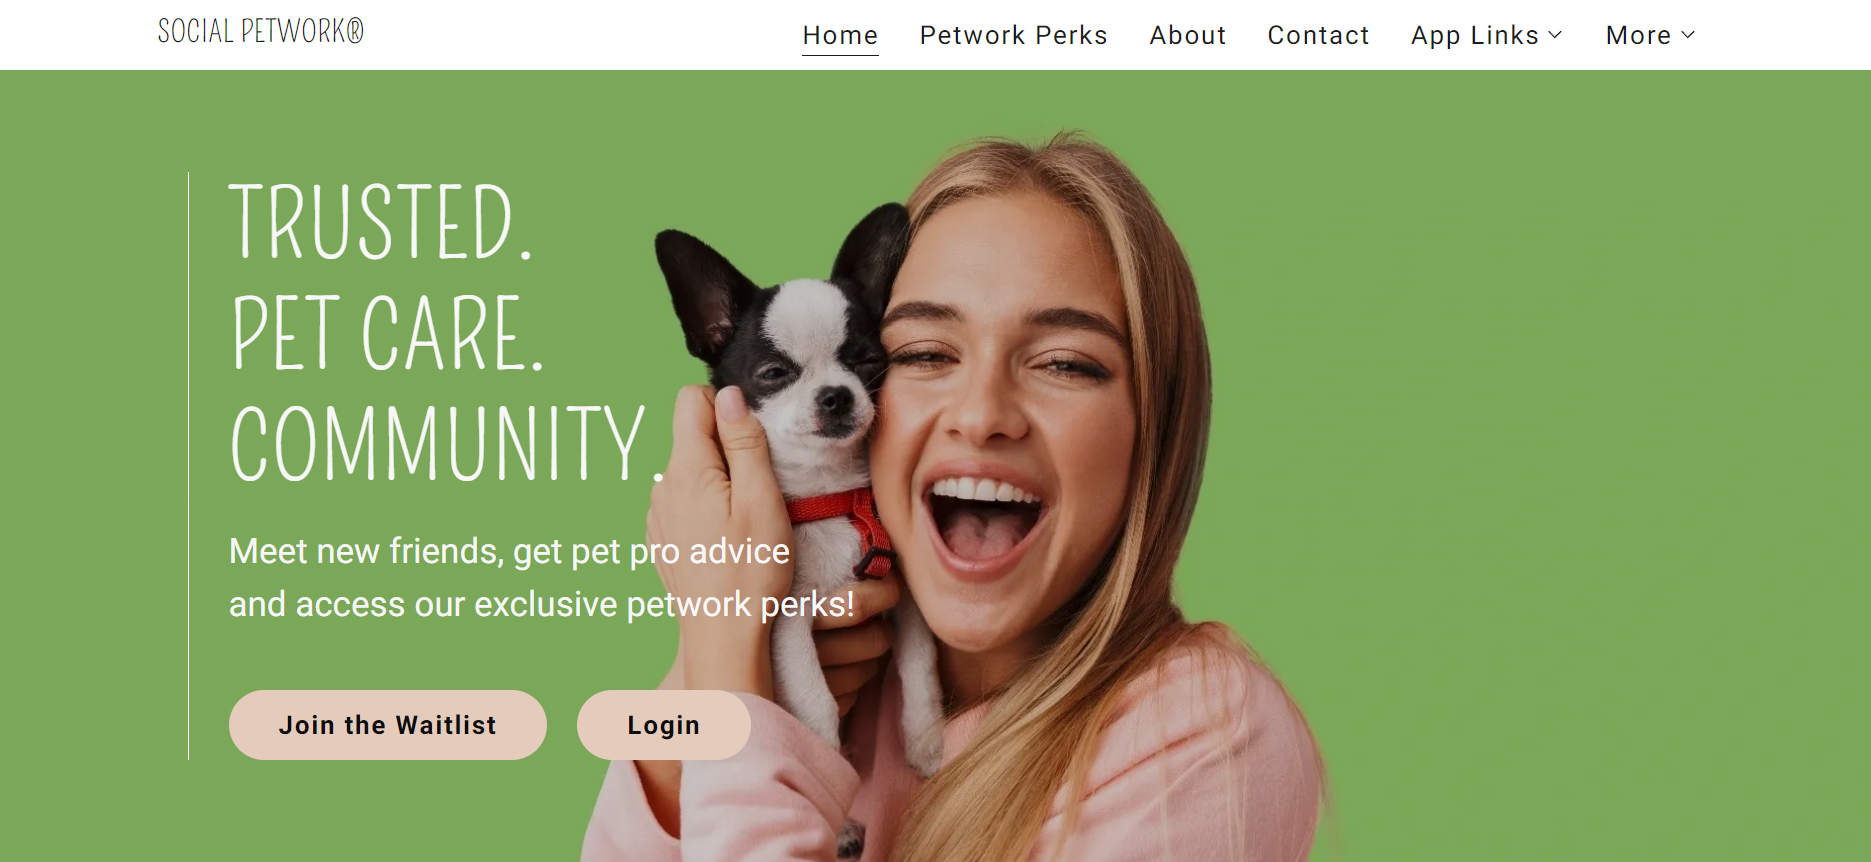 SOCIAL PETWORK®
Home Petwork Perks About Contact App Links More
TRUSTED.
PET CARE.
COMMUNITY.
Meet new friends, get pet pro advice
and access our exclusive petwork perks!
Join the Waitlist Login